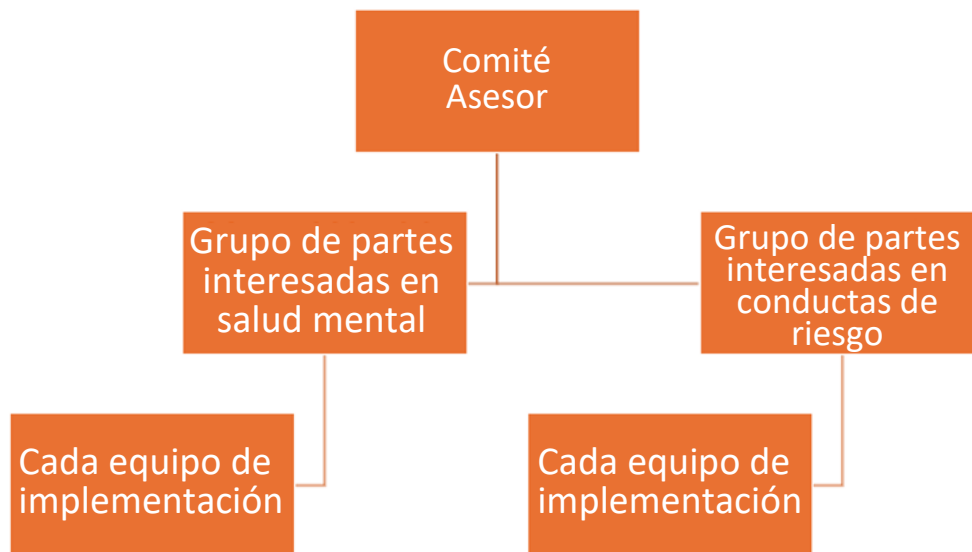 Comité
Asesor
Grupo de partes
interesadas en
salud mental
Grupo de partes
interesadas en
conductas de
riesgo
Cada equipo de
implementación
Cada equipo de
implementación